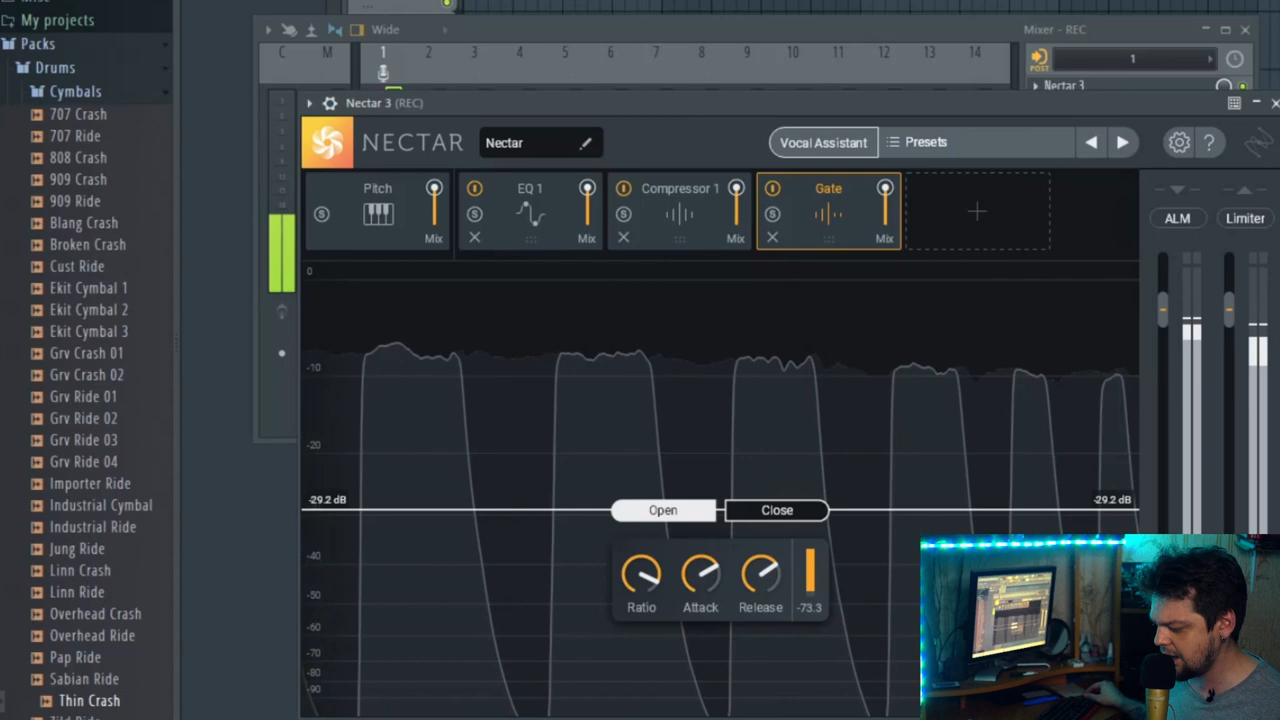 Misc
My projects
Packs
Drums
Cymbals
707 Crash
707 Ride
808 Crash
909 Crash
909 Ride
Blang Crash
Broken Crash
Cust Ride
Ekit Cymbal 1
Ekit Cymbal 2
Ekit Cymbal 3
Grv Crash 01
Grv Crash 02
Grv Ride 01
Grv Ride 02
Grv Ride 03
Grv Ride 04
Importer Ride
Industrial Cymbal
Industrial Ride
Jung Ride
Linn Crash
Linn Ride
Overhead Crash
Overhead Ride
Pap Ride
Sabian Ride
Thin Crash
Wide
C M 1 2 3 4 5 6 7 8 9 10 11 12 13 14
Mixer - REC
POST
1
Nectar 3
Nectar 3 (REC)
NECTAR
Nectar
Vocal Assistant
Presets
?
Pitch
S
Mix
EQ 1
S
Mix
Compressor 1
S
Mix
Gate
S
Mix
ALM
Limiter
0
-10
-20
-29.2 dB
-29.2 dB
-40
-50
-60
-70
-80
-90
Open
Close
Ratio
Attack
Release
-73.3